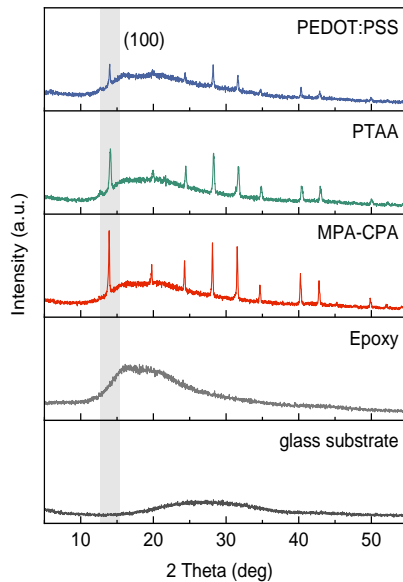 PEDOT:PSS
(100)
PTAA
MPA-CPA
Epoxy
glass substrate
Intensity (a.u.)
10 20 30 40 50
2 Theta (deg)